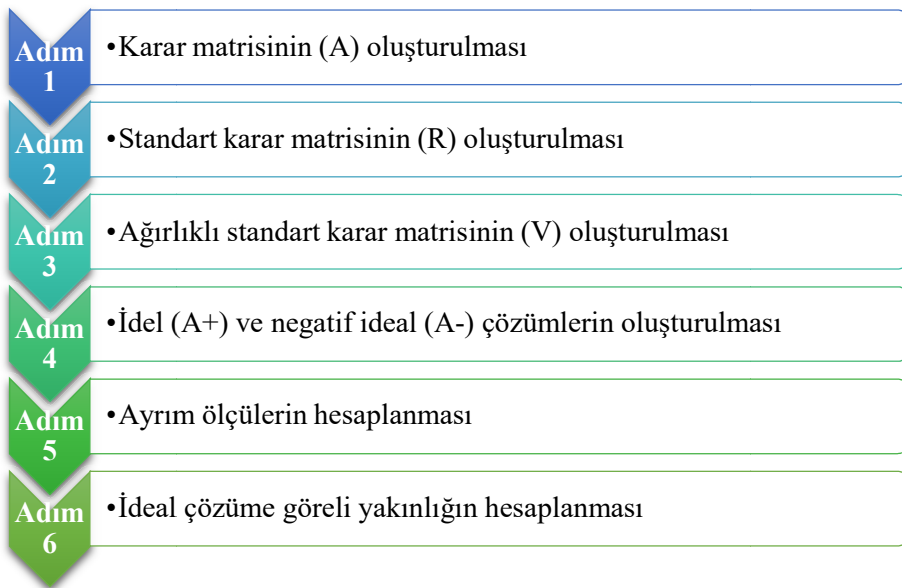 Adım
1
•Karar matrisinin (A) oluşturulması
Adım
2
•Standart karar matrisinin (R) oluşturulması
Adım
3
•Ağırlıklı standart karar matrisinin (V) oluşturulması
Adım
4
•İdel (A+) ve negatif ideal (A-) çözümlerin oluşturulması
Adım
5
•Ayrım ölçülerin hesaplanması
Adım
6
•İdeal çözüme göreli yakınlığın hesaplanması